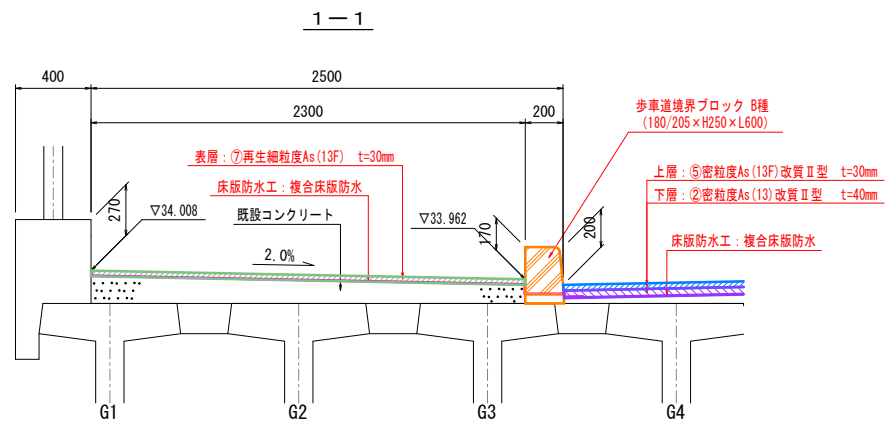 1－1
400
2500
2300
200
歩車道境界ブロック B種
(180/205×H250×L600)
表層：⑦再生細粒度As(13F) t=30mm
上層：⑤密粒度As(13F)改質Ⅱ型 t=30mm
床版防水工：複合床版防水
下層：②密粒度As(13)改質Ⅱ型 t=40mm
270
▽34.008
既設コンクリート
▽33.962
170
200
床版防水工：複合床版防水
2.0%
G1
G2
G3
G4